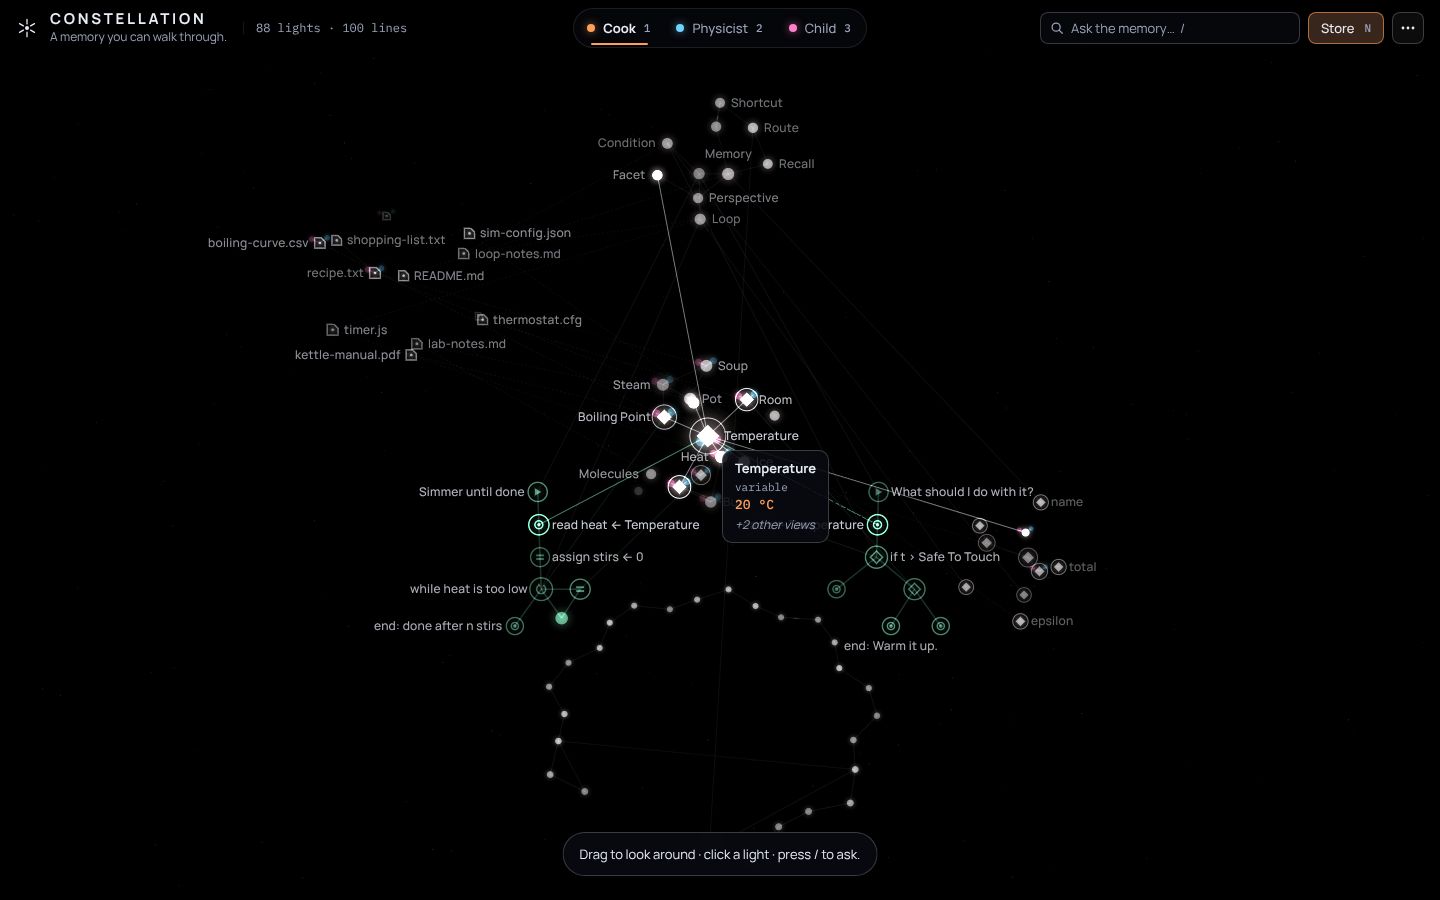 CONSTELLATION
A memory you can walk through.
88 lights · 100 lines
Cook 1
Physicist 2
Child 3
Ask the memory… /
Store N
Shortcut
Route
Condition
Memory
Recall
Facet
Perspective
Loop
boiling-curve.csv
shopping-list.txt
sim-config.json
loop-notes.md
recipe.txt
README.md
thermostat.cfg
timer.js
lab-notes.md
kettle-manual.pdf
Soup
Steam
Pot
Room
Boiling Point
Temperature
Heat
Molecules
Temperature
variable
20 °C
+2 other views
Simmer until done
What should I do with it?
name
read heat ← Temperature
assign stirs ← 0
if t > Safe To Touch
total
while heat is too low
end: done after n stirs
epsilon
end: Warm it up.
Drag to look around · click a light · press / to ask.